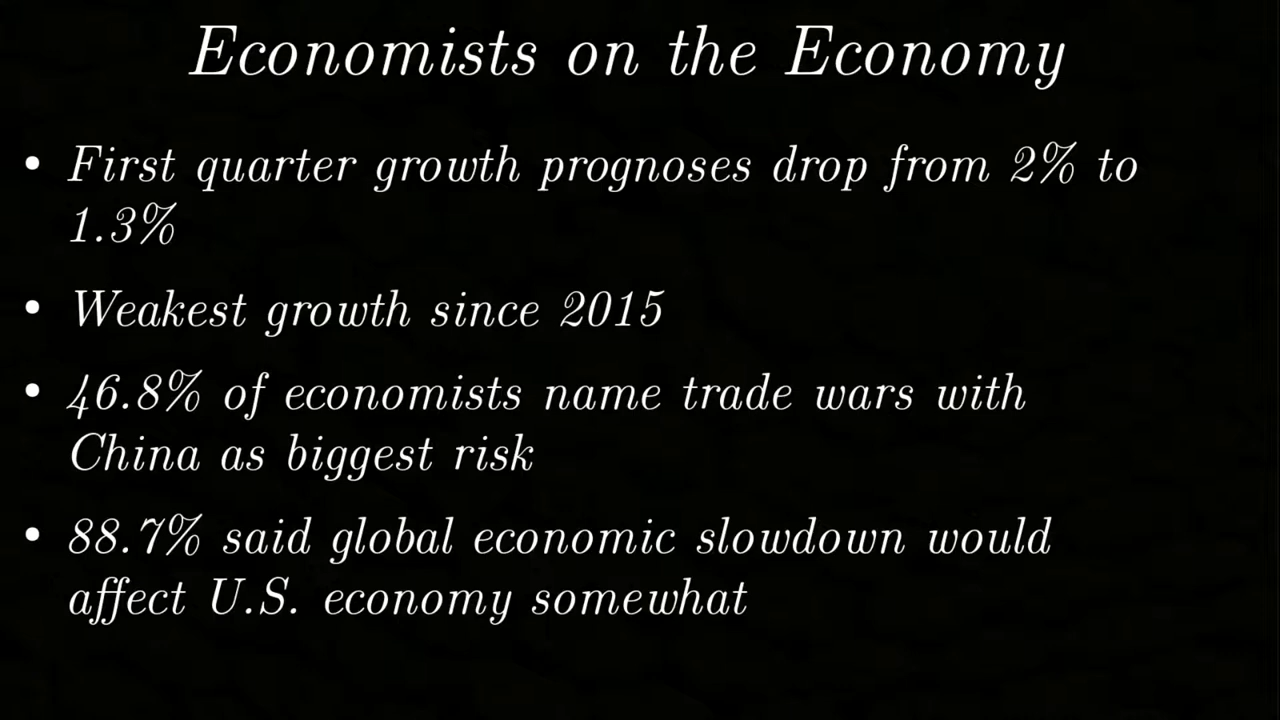 Economists on the Economy
• First quarter growth prognoses drop from 2% to
1.3%
• Weakest growth since 2015
• 46.8% of economists name trade wars with
China as biggest risk
• 88.7% said global economic slowdown would
affect U.S. economy somewhat